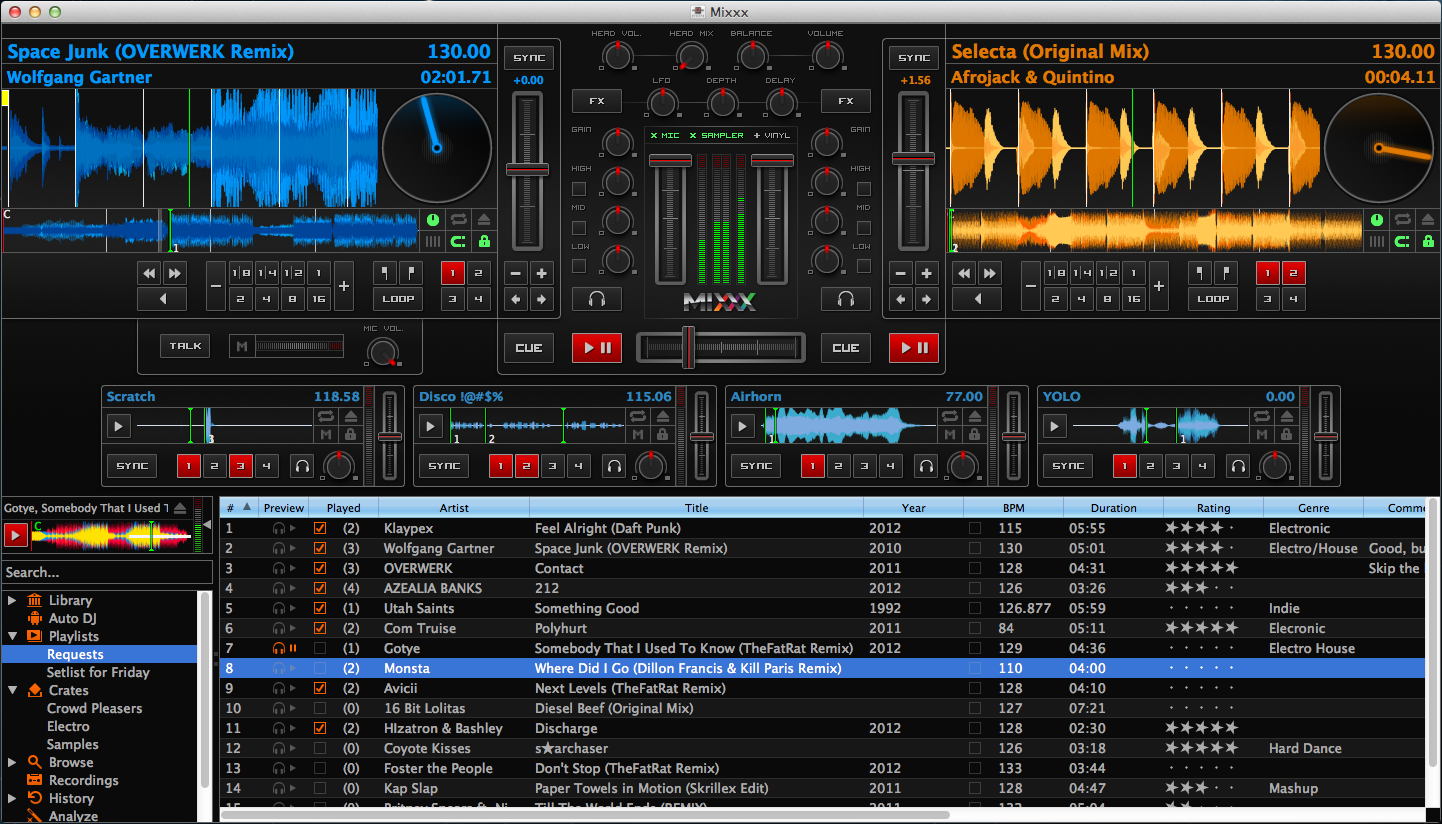 Mixxx
Space Junk (OVERWERK Remix) 130.00
Wolfgang Gartner 02:01.71
C
1
SYNC
+0.00
HEAD VOL. HEAD MIX BALANCE VOLUME
LFO DEPTH DELAY
FX FX
× MIC × SAMPLER + VINYL
GAIN GAIN
HIGH HIGH
MID MID
LOW LOW
MIXXX
SYNC
+1.56
Selecta (Original Mix) 130.00
Afrojack & Quintino 00:04.11
2
1|8 1|4 1|2 1
2 4 8 16
LOOP
1 2
3 4
1|8 1|4 1|2 1
2 4 8 16
LOOP
1 2
3 4
TALK M MIC VOL.
CUE CUE
Scratch 118.58
3
M
SYNC 1 2 3 4
Disco !@#$% 115.06
1 2
M
SYNC 1 2 3 4
Airhorn 77.00
1
M
SYNC 1 2 3 4
YOLO 0.00
1
M
SYNC 1 2 3 4
Gotye, Somebody That I Used T
C
Search...
Library
Auto DJ
Playlists
Requests
Setlist for Friday
Crates
Crowd Pleasers
Electro
Samples
Browse
Recordings
History
Analyze
# Preview Played Artist Title Year BPM Duration Rating Genre Comme
1 (2) Klaypex Feel Alright (Daft Punk) 2012 115 05:55 Electronic
2 (3) Wolfgang Gartner Space Junk (OVERWERK Remix) 2010 130 05:01 Electro/House Good, bu
3 (3) OVERWERK Contact 2011 128 04:31 Skip the
4 (2) AZEALIA BANKS 212 2012 126 03:26
5 (1) Utah Saints Something Good 1992 126.877 05:59 Indie
6 (2) Com Truise Polyhurt 2011 84 05:11 Elecronic
7 (1) Gotye Somebody That I Used To Know (TheFatRat Remix) 2012 129 04:36 Electro House
8 (2) Monsta Where Did I Go (Dillon Francis & Kill Paris Remix) 110 04:00
9 (2) Avicii Next Levels (TheFatRat Remix) 128 04:10
10 (0) 16 Bit Lolitas Diesel Beef (Original Mix) 127 07:21
11 (2) HIzatron & Bashley Discharge 2012 128 02:30
12 (0) Coyote Kisses s★archaser 126 03:18 Hard Dance
13 (0) Foster the People Don't Stop (TheFatRat Remix) 2012 133 03:44
14 (0) Kap Slap Paper Towels in Motion (Skrillex Edit) 2011 128 04:47 Mashup